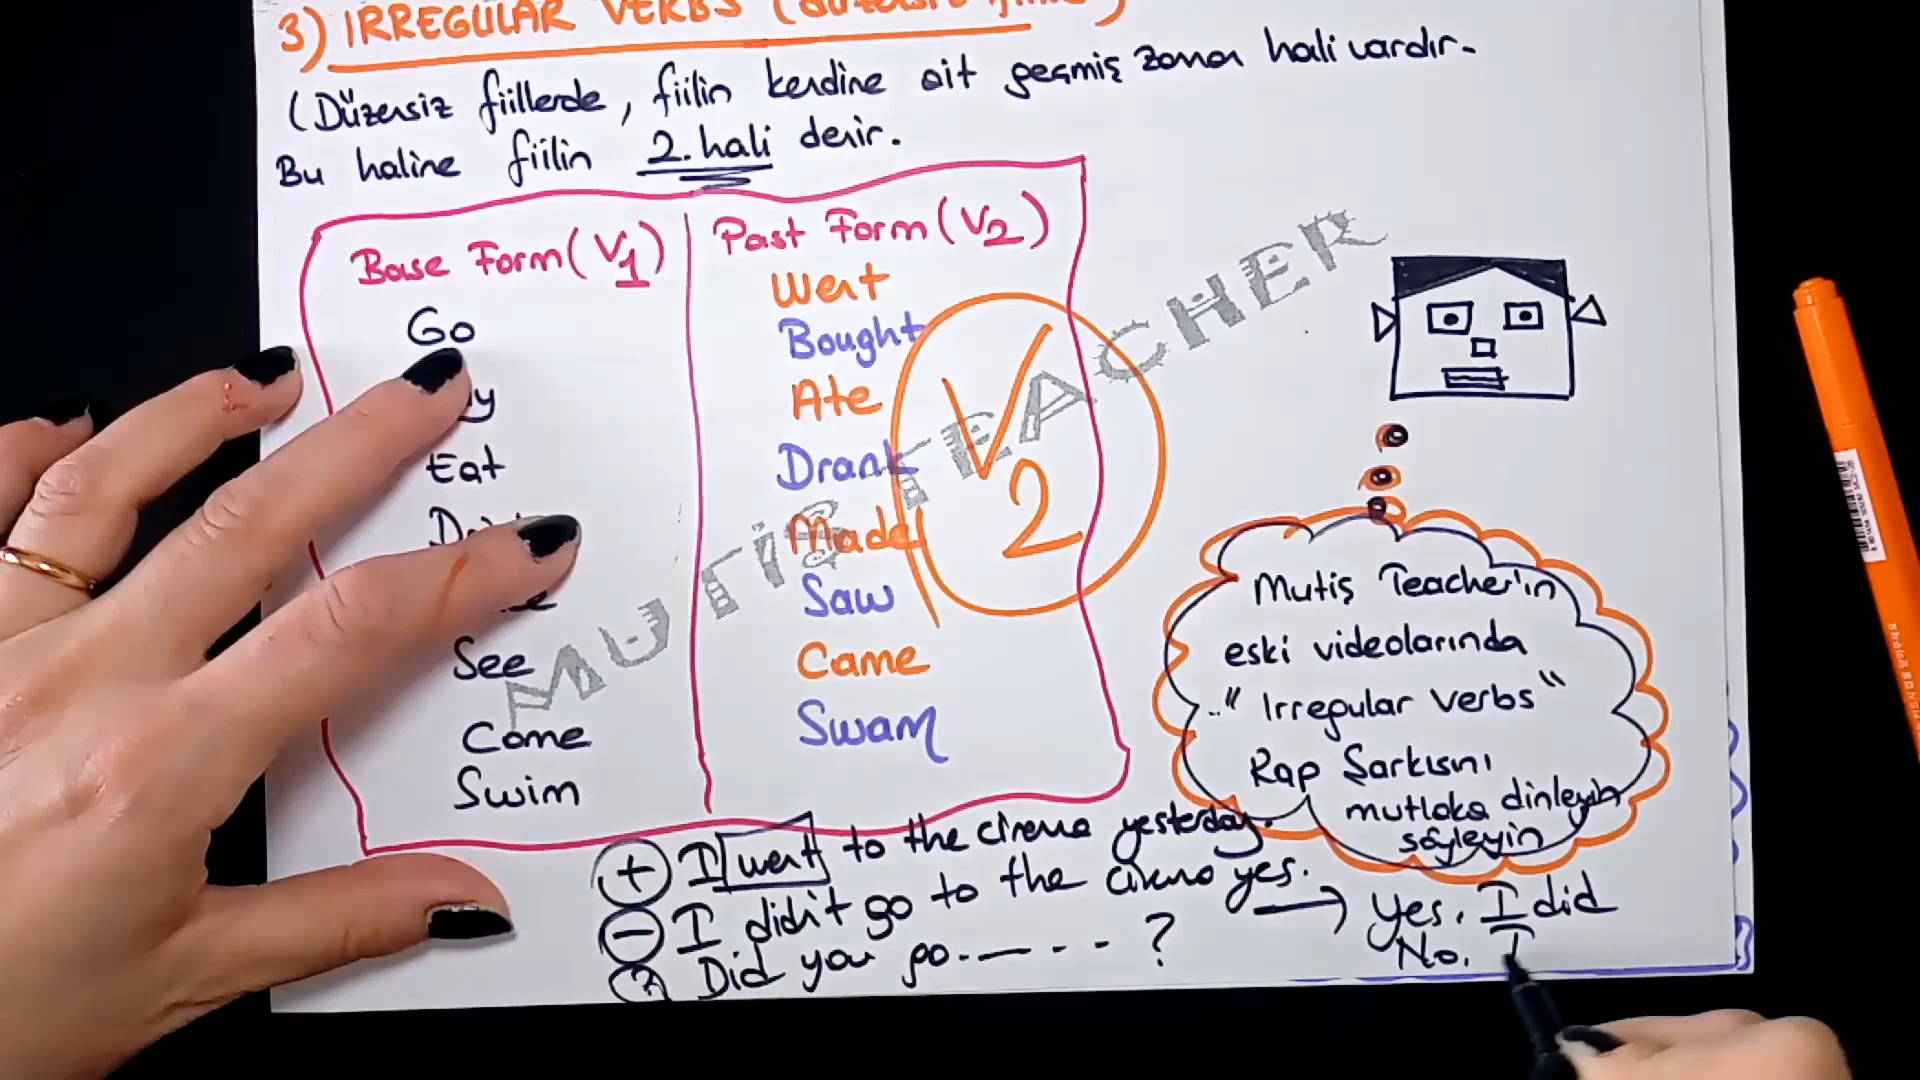 3) IRREGULAR VERBS (
(Düzensiz fiillerde, fiilin kendine ait geçmiş zaman hali vardır.
Bu haline fiilin 2. hali denir.
Base Form (V1)
Past Form (V2)
Go
Went
Bought
Eat
Ate
Drank
Made
See
Saw
Come
Came
Swim
Swam
V2
MUTİŞ TEACHER
Mutiş Teacher'ın
eski videolarında
.." Irregular Verbs"
Rap Şarkısını
mutlaka dinleyin
söyleyin
+ I went to the cinema yesterday.
- I didn't go to the cinema yes.
? Did you go - - - - ?
→ Yes. I did
No. I